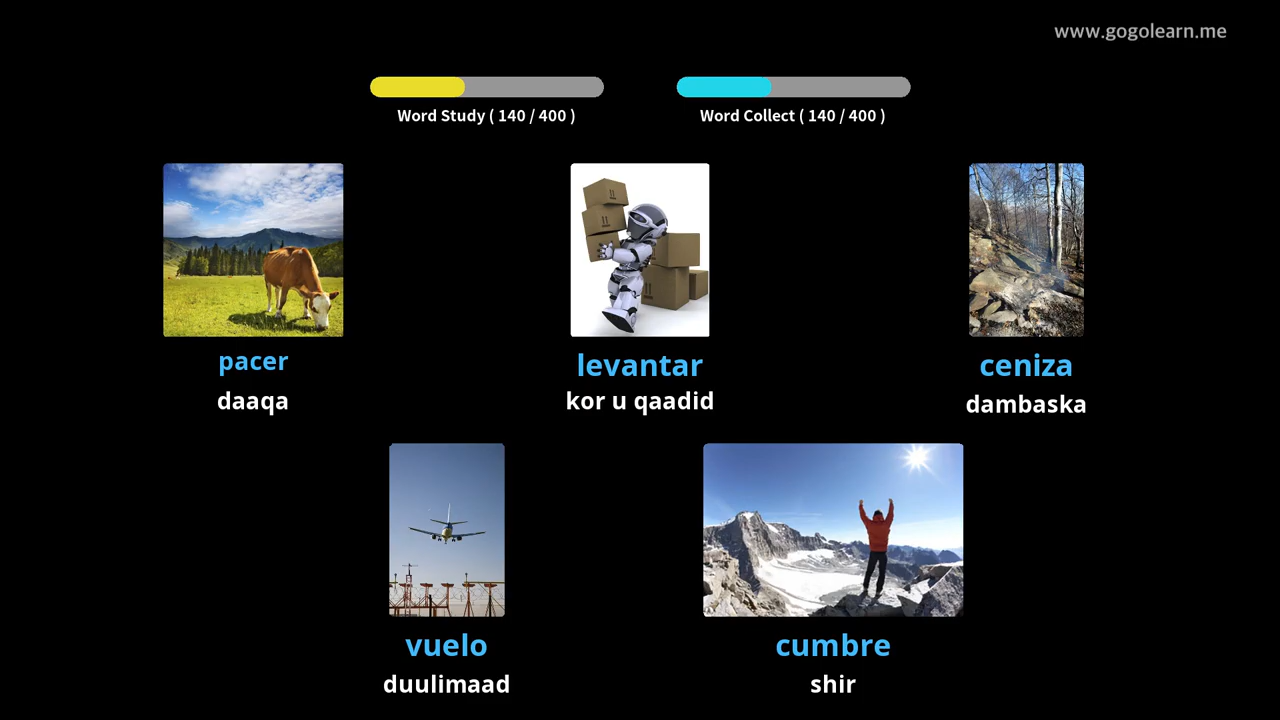 www.gogolearn.me
Word Study ( 140 / 400 )
Word Collect ( 140 / 400 )
pacer
daaqa
levantar
kor u qaadid
ceniza
dambaska
vuelo
duulimaad
cumbre
shir